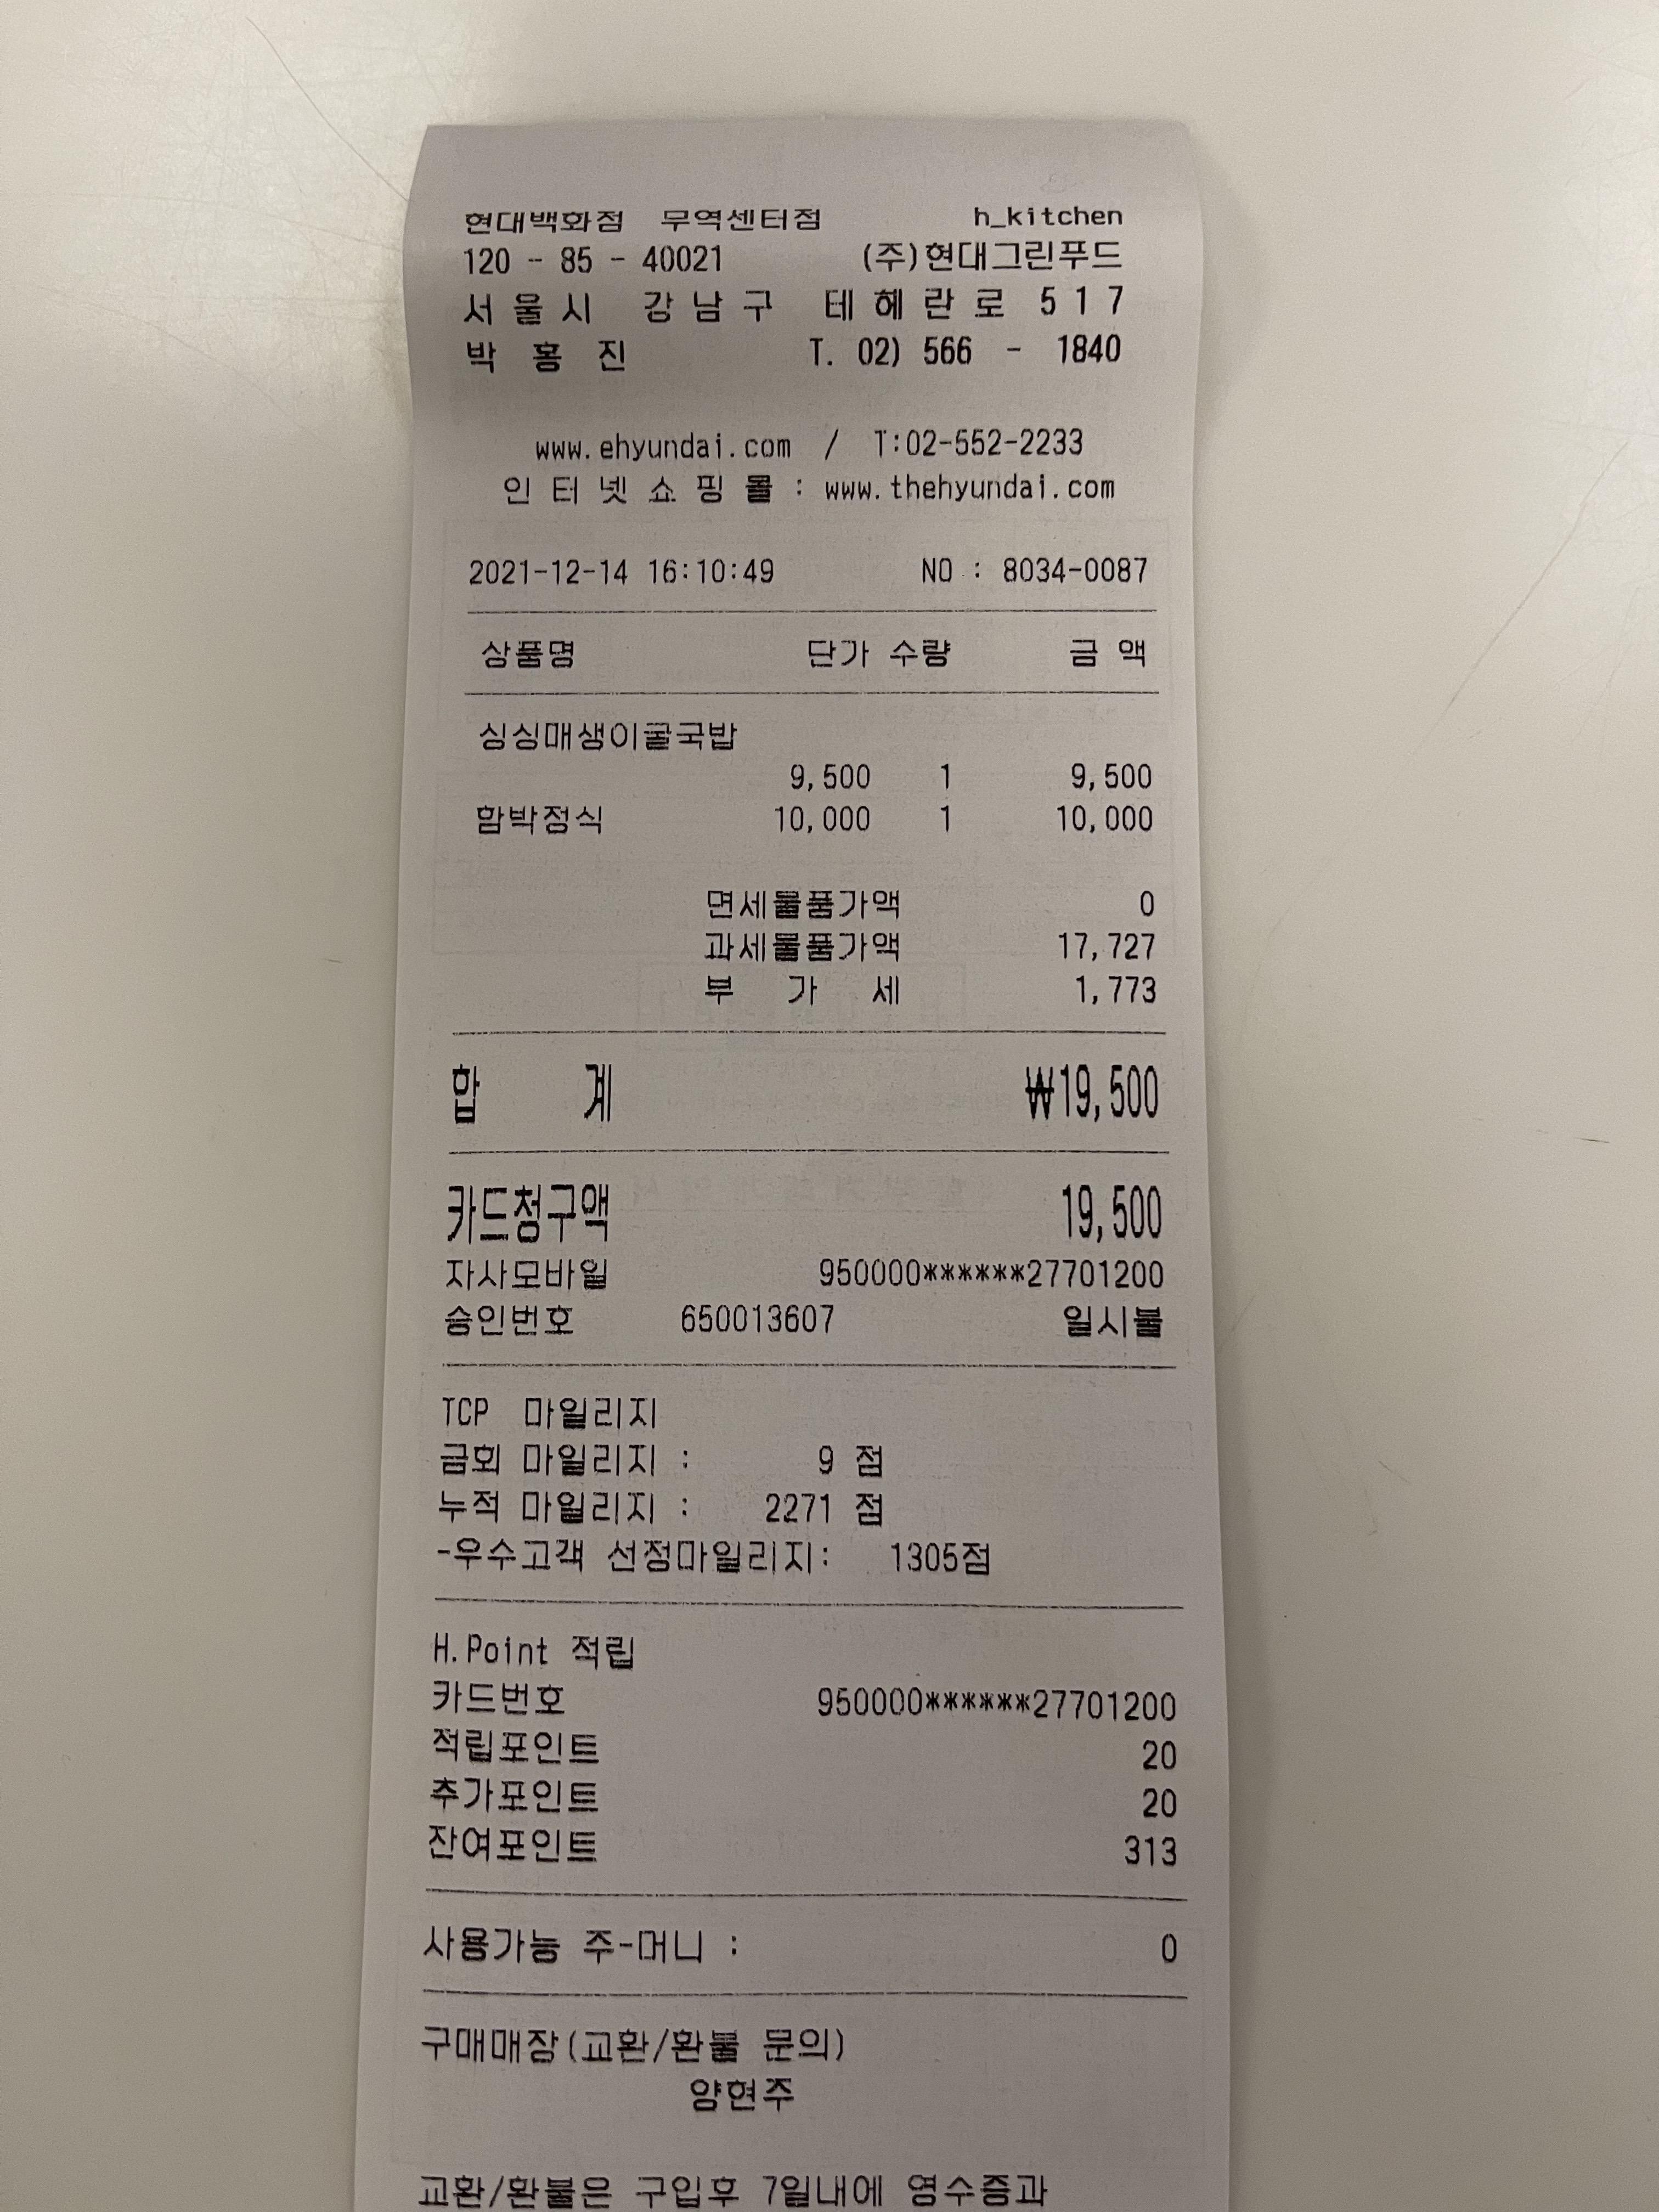 현대백화점 무역센터점 h_kitchen
120 - 85 - 40021 (주)현대그린푸드
서 울 시 강 남 구 테 헤 란 로 5 1 7
박 홍 진 T. 02) 566 - 1840
www.ehyundai.com / T:02-552-2233
인 터 넷 쇼 핑 몰 : www.thehyundai.com
2021-12-14 16:10:49 NO : 8034-0087
상품명 단가 수량 금 액
싱싱매생이굴국밥
9,500 1 9,500
함박정식 10,000 1 10,000
면세물품가액 0
과세물품가액 17,727
부 가 세 1,773
합 계 ₩19,500
카드청구액 19,500
자사모바일 950000******27701200
승인번호 650013607 일시불
TCP 마일리지
금회 마일리지 : 9 점
누적 마일리지 : 2271 점
-우수고객 선정마일리지: 1305점
H.Point 적립
카드번호 950000******27701200
적립포인트 20
추가포인트 20
잔여포인트 313
사용가능 주-머니 : 0
구매매장(교환/환불 문의)
양현주
교환/환불은 구입후 7일내에 영수증과